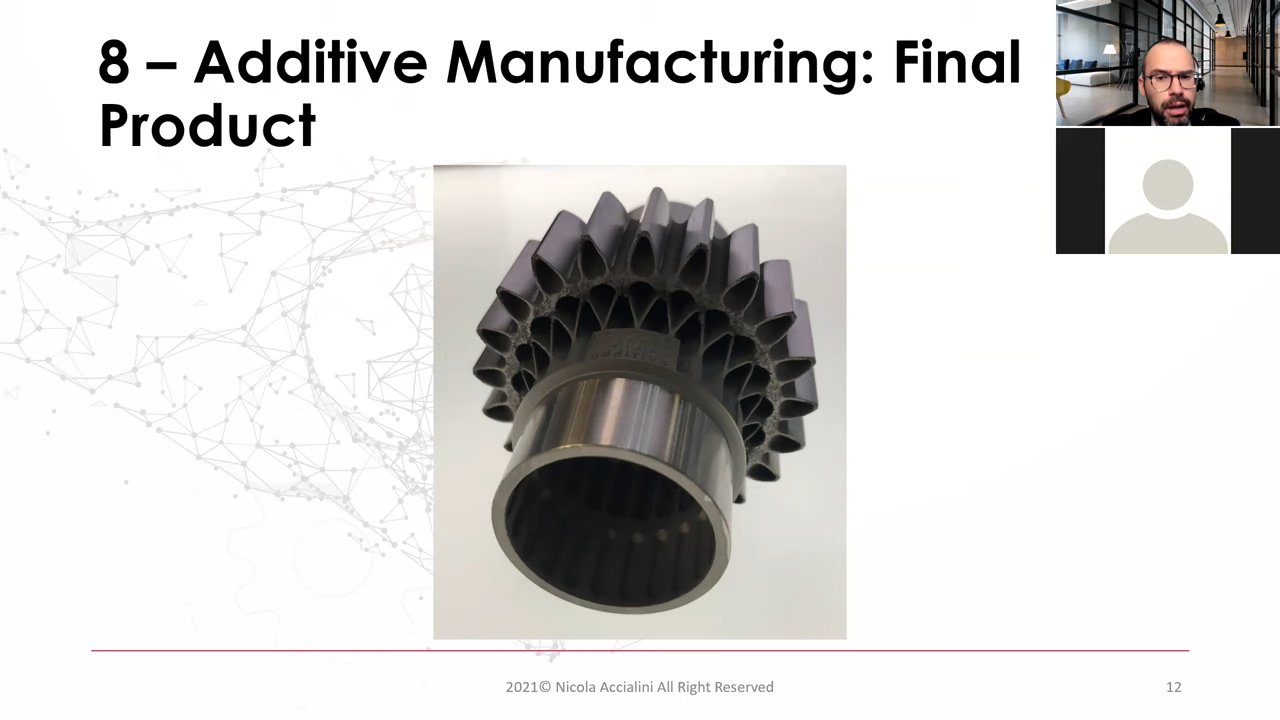 8 – Additive Manufacturing: Final
Product
2021© Nicola Accialini All Right Reserved
12